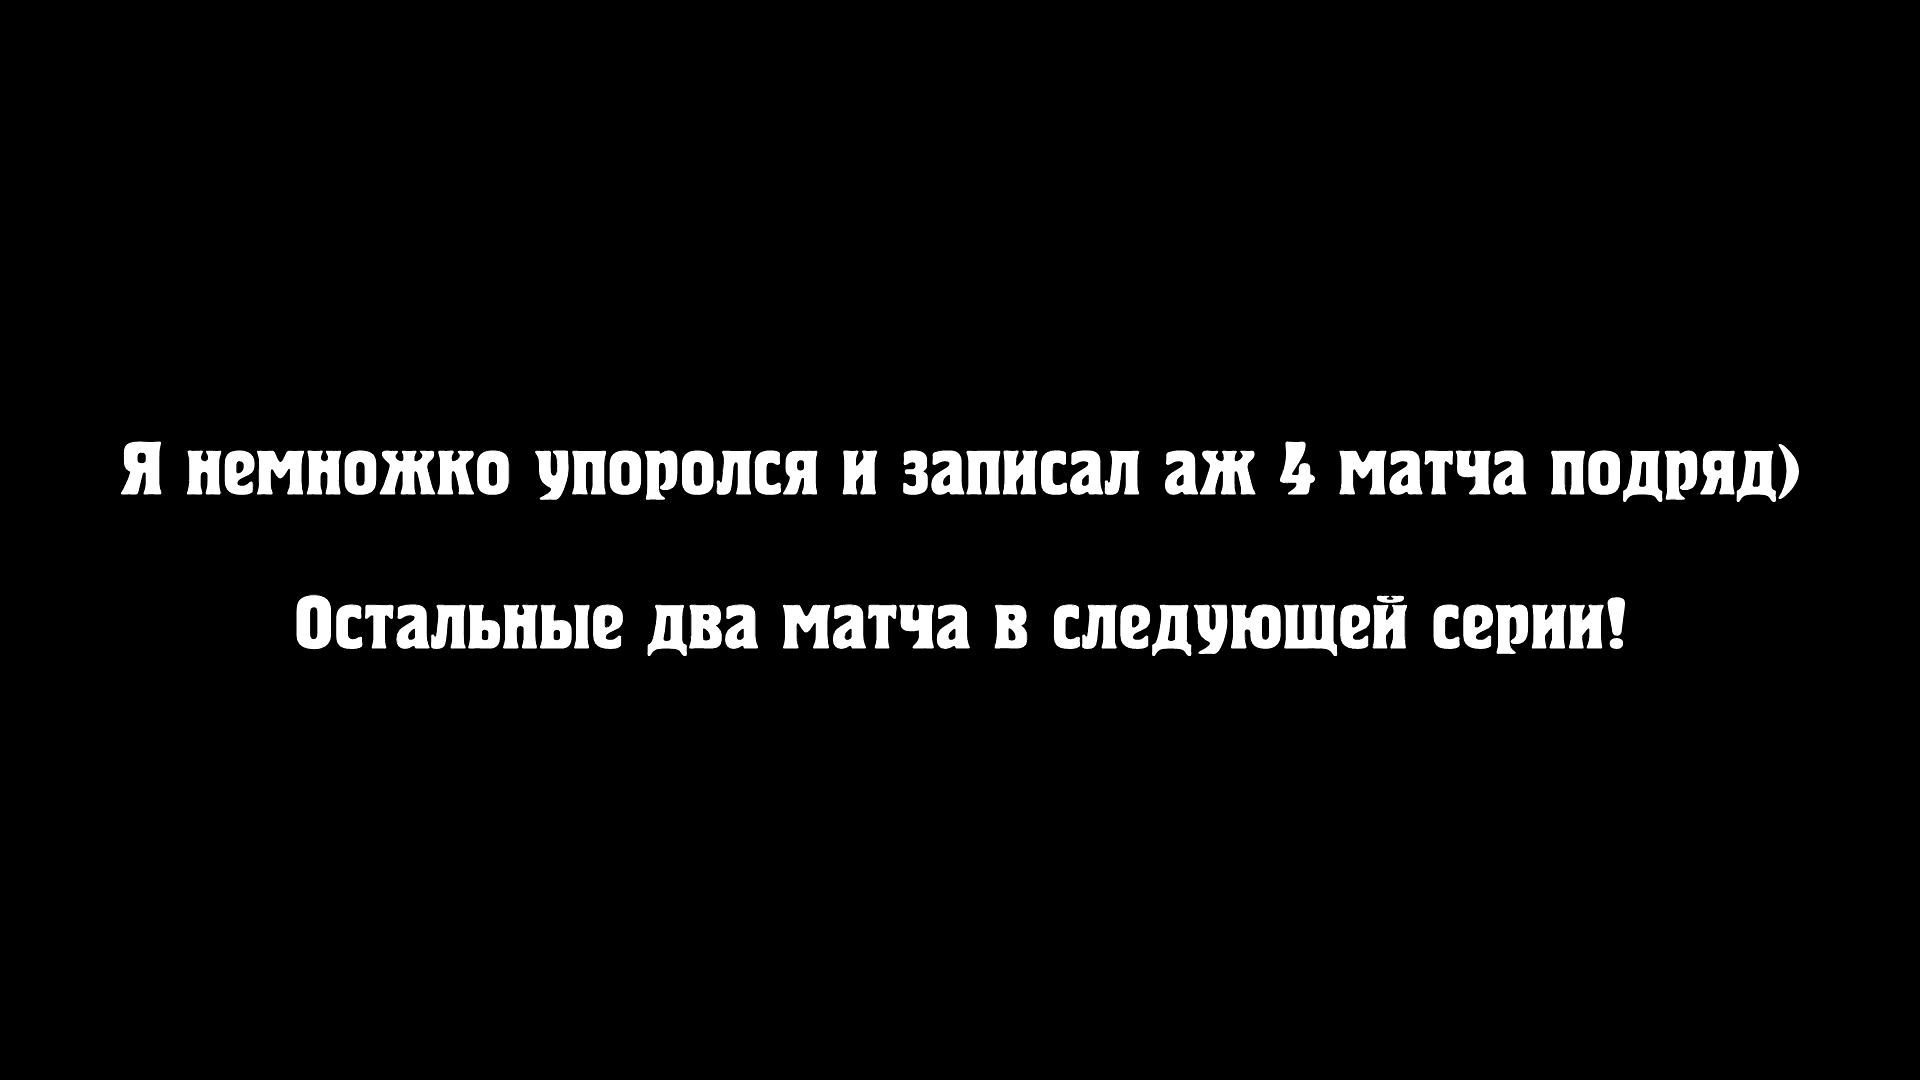 Я немножко упоролся и записал аж 4 матча подряд)
Остальные два матча в следующей серии!